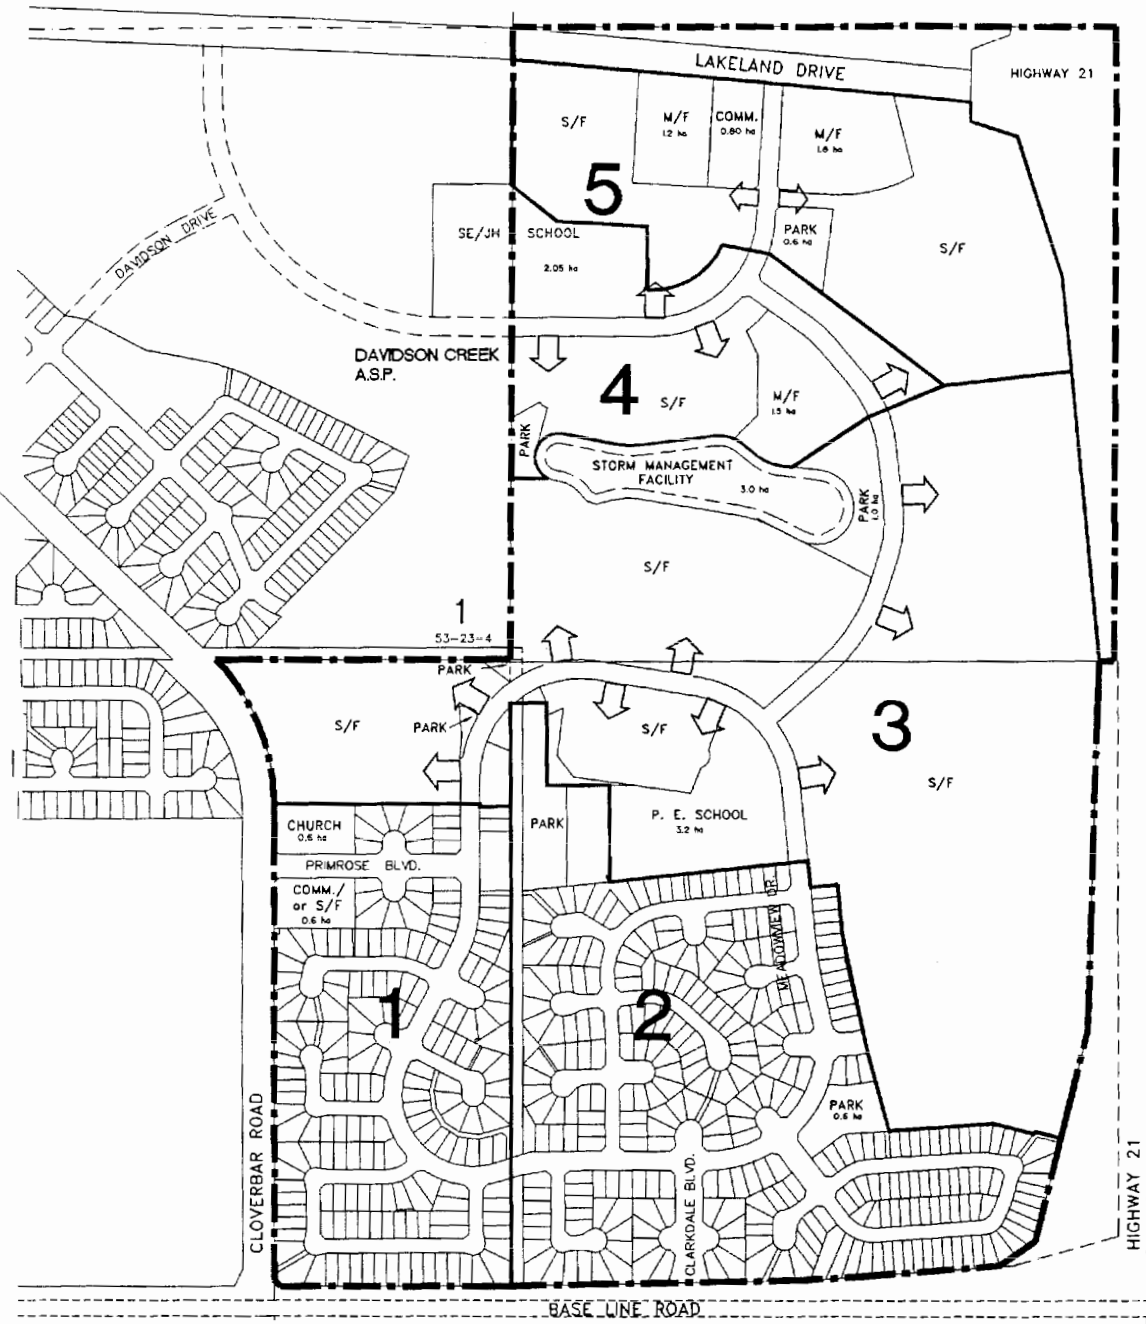 LAKELAND DRIVE
HIGHWAY 21
S/F
M/F
1.2 ha
COMM.
0.80 ha
M/F
1.6 ha
5
DAVIDSON DRIVE
SE/JH SCHOOL
2.05 ha
PARK
0.6 ha
S/F
DAVIDSON CREEK
A.S.P.
4
S/F
M/F
1.5 ha
PARK
STORM MANAGEMENT
FACILITY
3.0 ha
PARK
1.0 ha
S/F
1
53-23-4
PARK
S/F
PARK
S/F
3
S/F
CHURCH
0.6 ha
PARK
P. E. SCHOOL
3.2 ha
PRIMROSE BLVD.
COMM./
or S/F
0.6 ha
MEADOWVIEW DR.
1
2
PARK
0.6 ha
CLOVERBAR ROAD
CLARKDALE BLVD.
HIGHWAY 21
BASE LINE ROAD